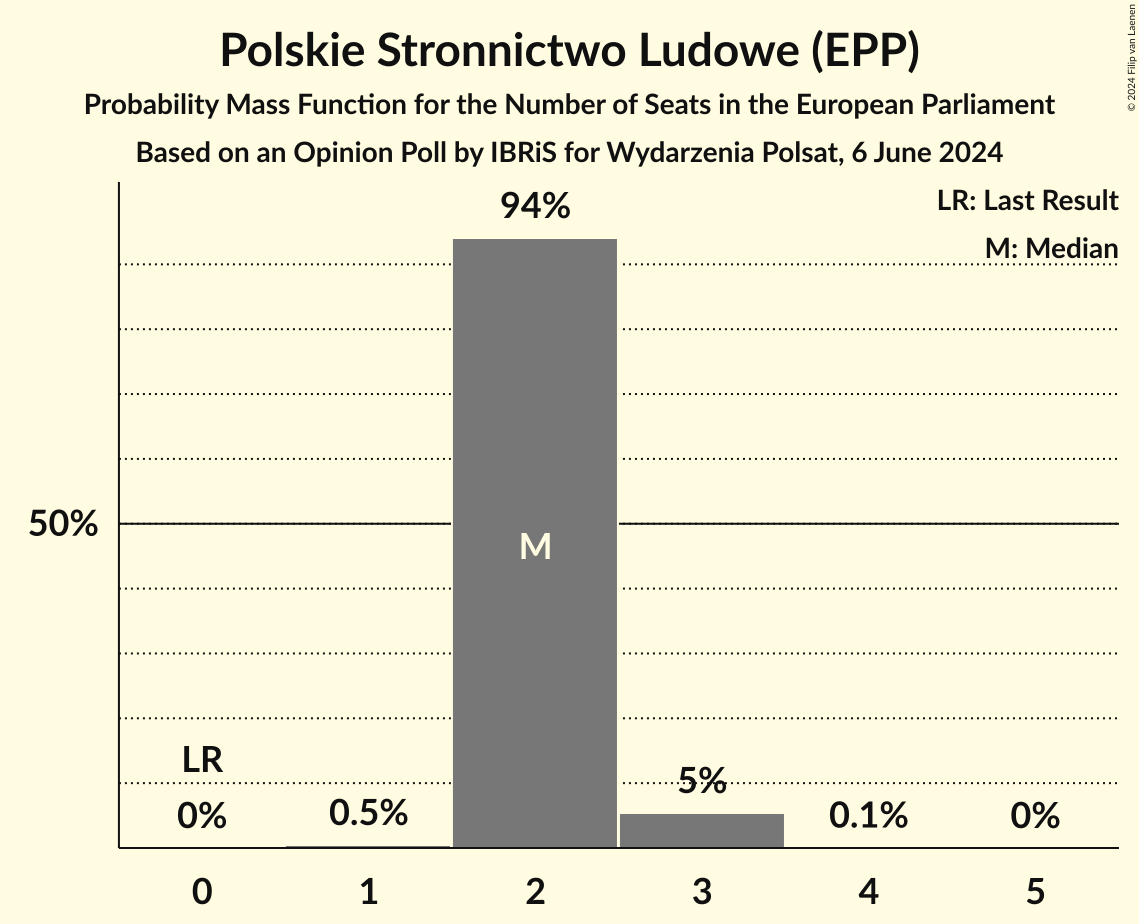 Polskie Stronnictwo Ludowe (EPP)
Probability Mass Function for the Number of Seats in the European Parliament
Based on an Opinion Poll by IBRiS for Wydarzenia Polsat, 6 June 2024
© 2024 Filip van Laenen
LR: Last Result
M: Median
94%
50%
M
LR
0%
0.5%
5%
0.1%
0%
0 1 2 3 4 5